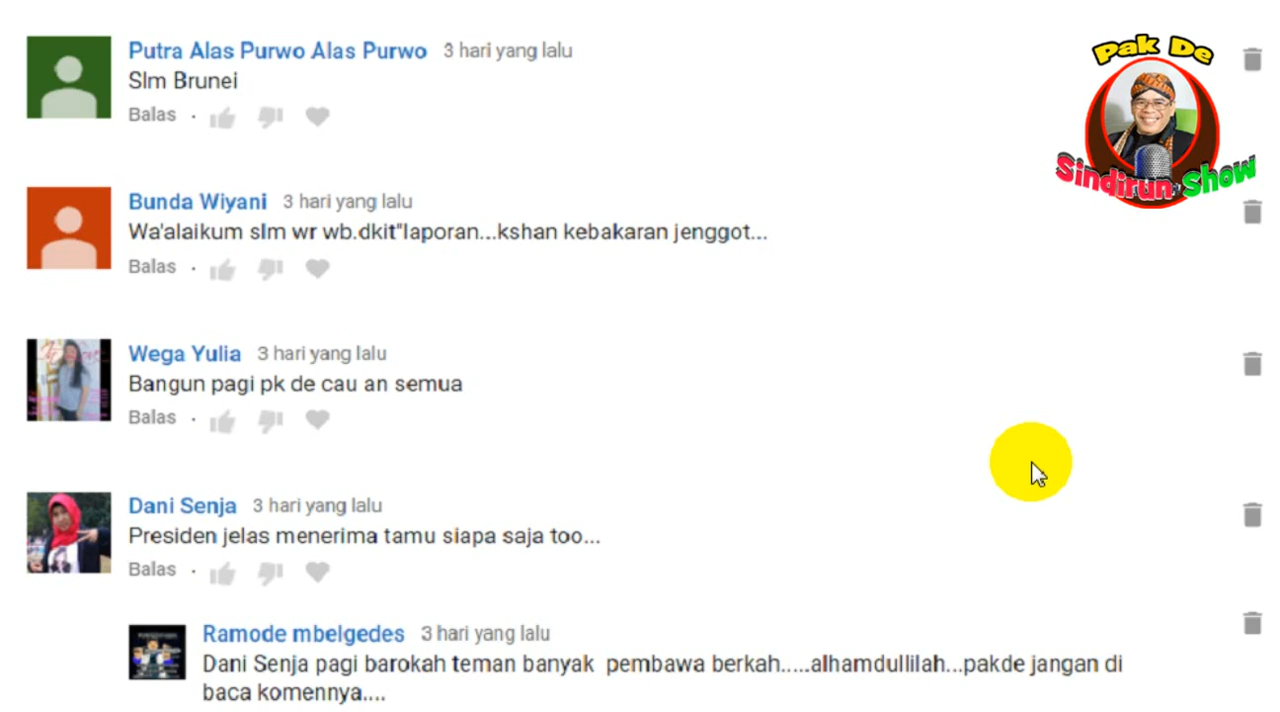 Putra Alas Purwo Alas Purwo 3 hari yang lalu
Slm Brunei
Balas ·
Pak De
Sindirun Show
Bunda Wiyani 3 hari yang lalu
Wa'alaikum slm wr wb.dkit"laporan...kshan kebakaran jenggot...
Balas ·
Wega Yulia 3 hari yang lalu
Bangun pagi pk de cau an semua
Balas ·
Dani Senja 3 hari yang lalu
Presiden jelas menerima tamu siapa saja too...
Balas ·
Ramode mbelgedes 3 hari yang lalu
Dani Senja pagi barokah teman banyak pembawa berkah.....alhamdullilah...pakde jangan di
baca komennya....